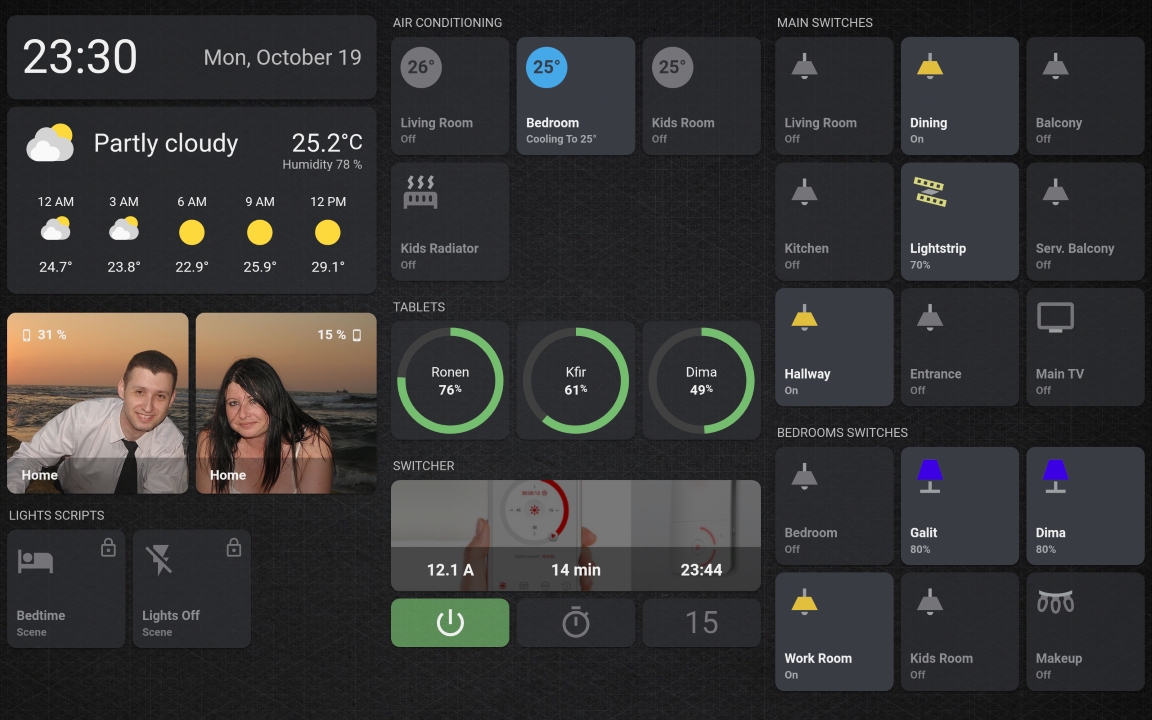 23:30
Mon, October 19
Partly cloudy
25.2°C
Humidity 78 %
12 AM 3 AM 6 AM 9 AM 12 PM
24.7° 23.8° 22.9° 25.9° 29.1°
31 %
15 %
Home
Home
LIGHTS SCRIPTS
Bedtime
Scene
Lights Off
Scene
AIR CONDITIONING
26°
Living Room
Off
25°
Bedroom
Cooling To 25°
25°
Kids Room
Off
Kids Radiator
Off
TABLETS
Ronen
76%
Kfir
61%
Dima
49%
SWITCHER
12.1 A
14 min
23:44
15
MAIN SWITCHES
Living Room
Off
Dining
On
Balcony
Off
Kitchen
Off
Lightstrip
70%
Serv. Balcony
Off
Hallway
On
Entrance
Off
Main TV
Off
BEDROOMS SWITCHES
Bedroom
Off
Galit
80%
Dima
80%
Work Room
On
Kids Room
Off
Makeup
Off